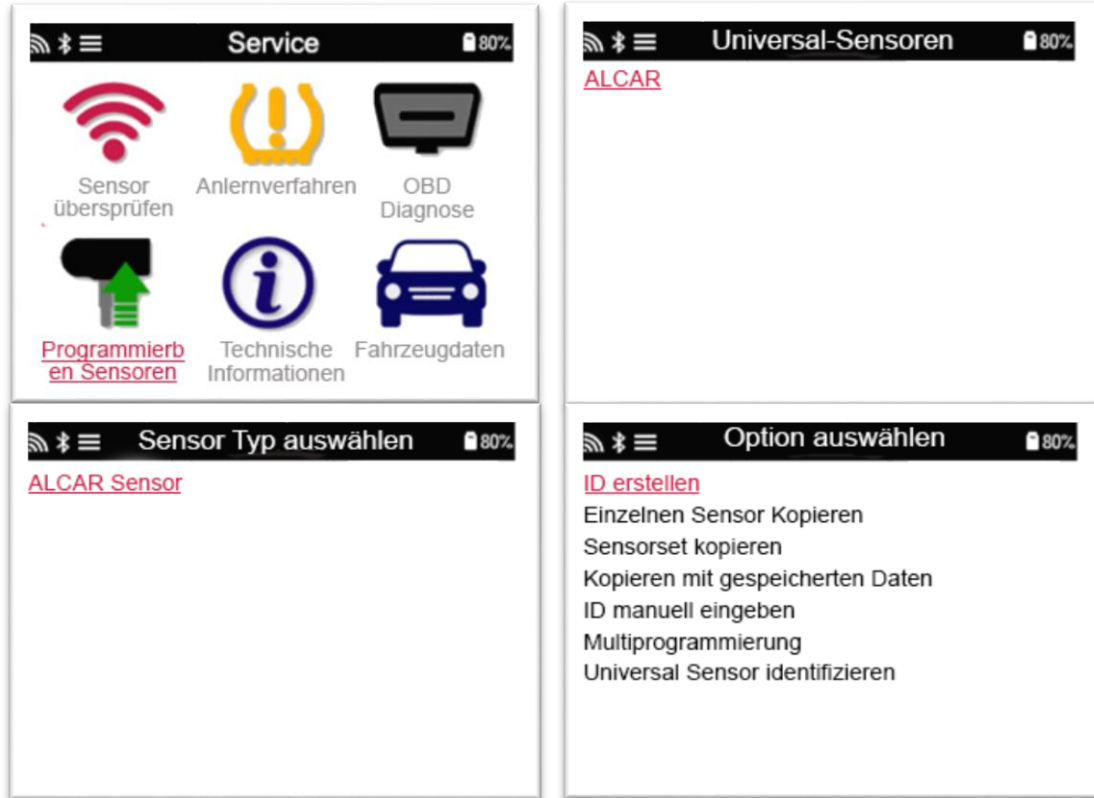 Service
80%
Sensor
übersprüfen
Anlernverfahren
OBD
Diagnose
Programmierb
en Sensoren
Technische
Informationen
Fahrzeugdaten
Universal-Sensoren
80%
ALCAR
Sensor Typ auswählen
80%
ALCAR Sensor
Option auswählen
80%
ID erstellen
Einzelnen Sensor Kopieren
Sensorset kopieren
Kopieren mit gespeicherten Daten
ID manuell eingeben
Multiprogrammierung
Universal Sensor identifizieren